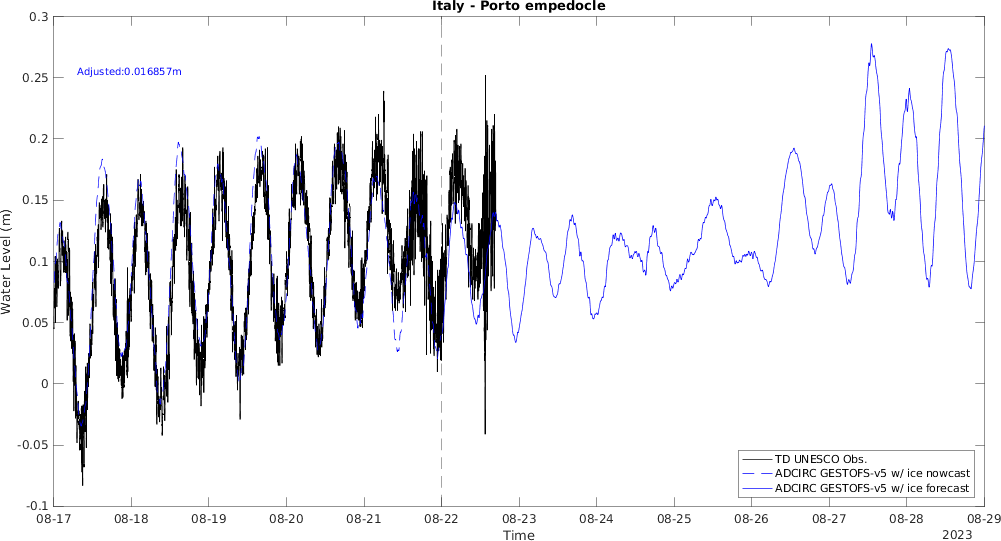 Italy - Porto empedocle
Adjusted:0.016857m
Water Level (m)
0.3
0.25
0.2
0.15
0.1
0.05
0
-0.05
-0.1
TD UNESCO Obs.
ADCIRC GESTOFS-v5 w/ ice nowcast
ADCIRC GESTOFS-v5 w/ ice forecast
08-17 08-18 08-19 08-20 08-21 08-22 08-23 08-24 08-25 08-26 08-27 08-28 08-29
Time
2023